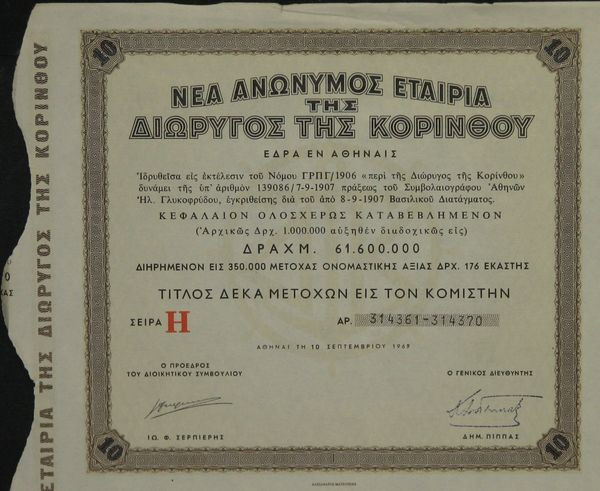 10
10
ΝΕΑ ΑΝΩΝΥΜΟΣ ΕΤΑΙΡΙΑ
ΤΗΣ
ΔΙΩΡΥΓΟΣ ΤΗΣ ΚΟΡΙΝΘΟΥ
ΕΔΡΑ ΕΝ ΑΘΗΝΑΙΣ
Ἱδρυθεῖσα εἰς ἐκτέλεσιν τοῦ Νόμου ΓΡΠΓ/1906 «περὶ τῆς Διώρυγος τῆς Κορίνθου»
δυνάμει τῆς ὑπ' ἀριθμὸν 139086/7-9-1907 πράξεως τοῦ Συμβολαιογράφου Ἀθηνῶν
Ἡλ. Γλυκοφρύδου, ἐγκριθείσης διὰ τοῦ ἀπὸ 8-9-1907 Βασιλικοῦ Διατάγματος.
ΚΕΦΑΛΑΙΟΝ ΟΛΟΣΧΕΡΩΣ ΚΑΤΑΒΕΒΛΗΜΕΝΟΝ
(Ἀρχικῶς Δρχ. 1.000.000 αὐξηθὲν διαδοχικῶς εἰς)
ΔΡΑΧΜ. 61.600.000
ΔΙΗΡΗΜΕΝΟΝ ΕΙΣ 350.000 ΜΕΤΟΧΑΣ ΟΝΟΜΑΣΤΙΚΗΣ ΑΞΙΑΣ ΔΡΧ. 176 ΕΚΑΣΤΗΣ
ΤΙΤΛΟΣ ΔΕΚΑ ΜΕΤΟΧΩΝ ΕΙΣ ΤΟΝ ΚΟΜΙΣΤΗΝ
ΣΕΙΡΑ Η ΑΡ. 314361-314370
ΑΘΗΝΑΙ ΤΗ 10 ΣΕΠΤΕΜΒΡΙΟΥ 1969
Ο ΠΡΟΕΔΡΟΣ
ΤΟΥ ΔΙΟΙΚΗΤΙΚΟΥ ΣΥΜΒΟΥΛΙΟΥ
Ο ΓΕΝΙΚΟΣ ΔΙΕΥΘΥΝΤΗΣ
ΙΩ. Φ. ΣΕΡΠΙΕΡΗΣ
ΔΗΜ. ΠΙΠΠΑΣ
10
10
ΕΤΑΙΡΙΑ ΤΗΣ ΔΙΩΡΥΓΟΣ ΤΗΣ ΚΟΡΙΝΘΟΥ